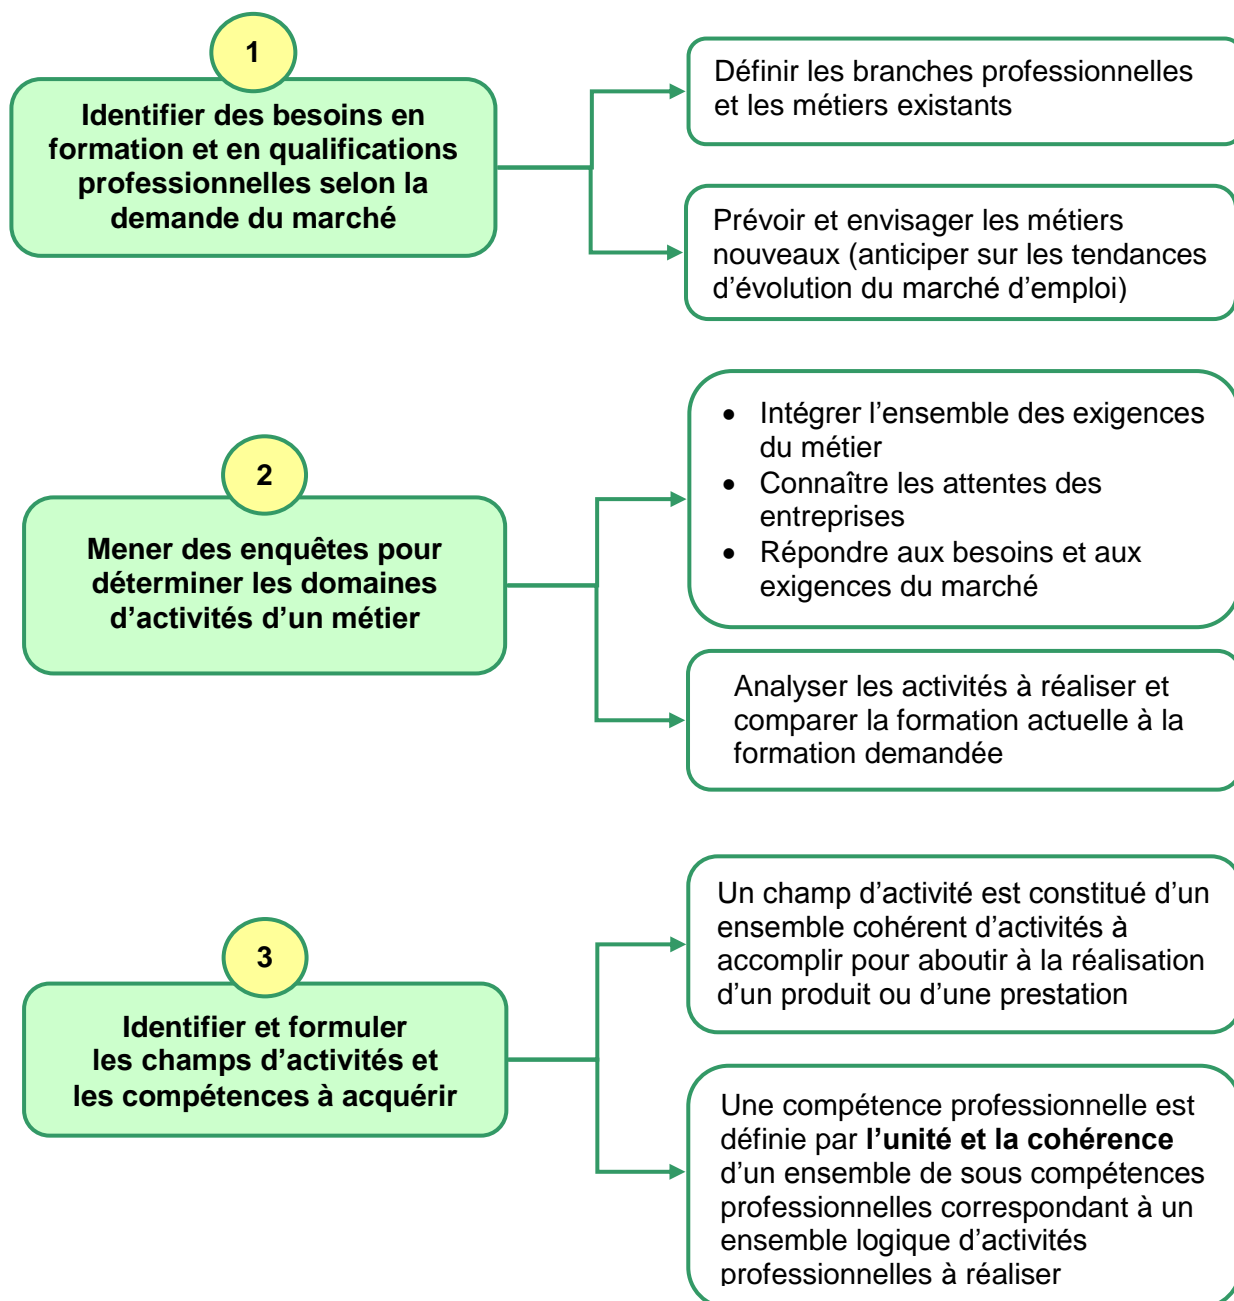 1
Identifier des besoins en
formation et en qualifications
professionnelles selon la
demande du marché
Définir les branches professionnelles
et les métiers existants
Prévoir et envisager les métiers
nouveaux (anticiper sur les tendances
d’évolution du marché d’emploi)
2
Mener des enquêtes pour
déterminer les domaines
d’activités d’un métier
• Intégrer l’ensemble des exigences
du métier
• Connaître les attentes des
entreprises
• Répondre aux besoins et aux
exigences du marché
Analyser les activités à réaliser et
comparer la formation actuelle à la
formation demandée
3
Identifier et formuler
les champs d’activités et
les compétences à acquérir
Un champ d’activité est constitué d’un
ensemble cohérent d’activités à
accomplir pour aboutir à la réalisation
d’un produit ou d’une prestation
Une compétence professionnelle est
définie par l’unité et la cohérence
d’un ensemble de sous compétences
professionnelles correspondant à un
ensemble logique d’activités
professionnelles à réaliser